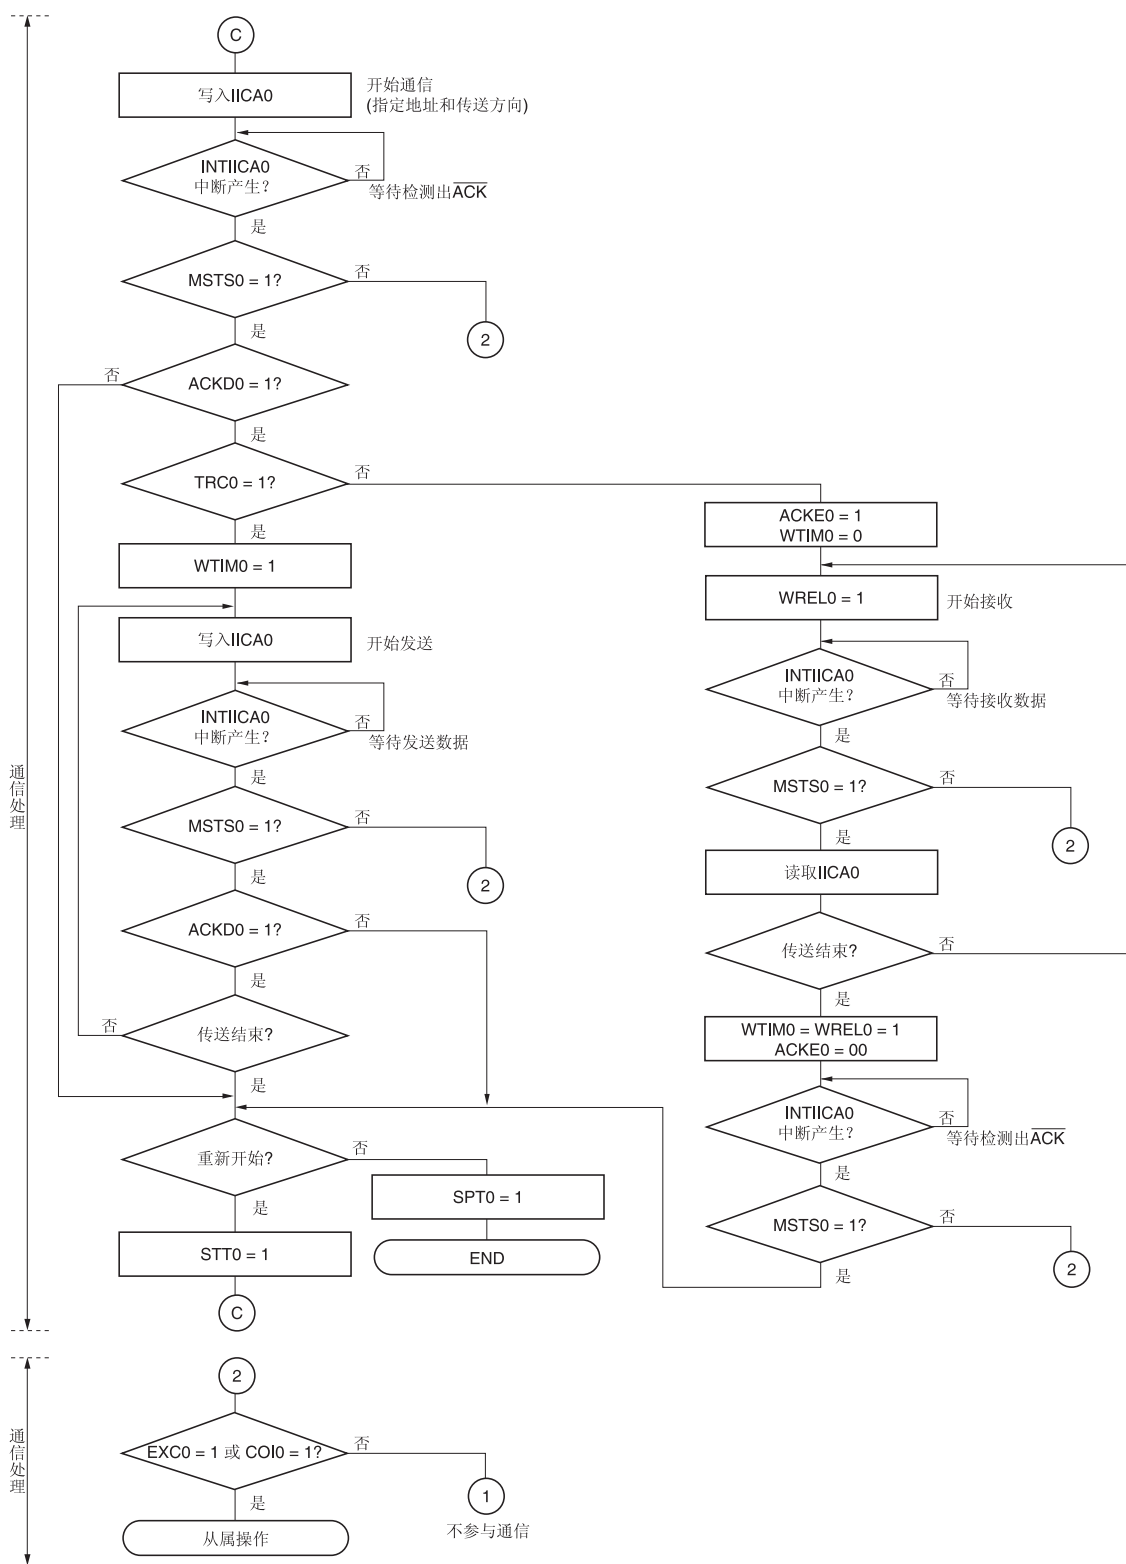 C
写入IICA0
开始通信
(指定地址和传送方向)
INTIICA0
中断产生?
否
等待检测出ACK
是
MSTS0 = 1?
否
2
是
ACKD0 = 1?
否
是
TRC0 = 1?
否
是
WTIM0 = 1
写入IICA0
开始发送
INTIICA0
中断产生?
否
等待发送数据
是
MSTS0 = 1?
否
2
是
ACKD0 = 1?
否
是
传送结束?
否
是
重新开始?
否
是
SPT0 = 1
END
STT0 = 1
C
ACKE0 = 1
WTIM0 = 0
WREL0 = 1
开始接收
INTIICA0
中断产生?
否
等待接收数据
是
MSTS0 = 1?
否
2
是
读取IICA0
传送结束?
否
是
WTIM0 = WREL0 = 1
ACKE0 = 00
INTIICA0
中断产生?
否
等待检测出ACK
是
MSTS0 = 1?
否
2
是
通信处理
2
EXC0 = 1 或 COI0 = 1?
否
1
不参与通信
是
从属操作
通信处理